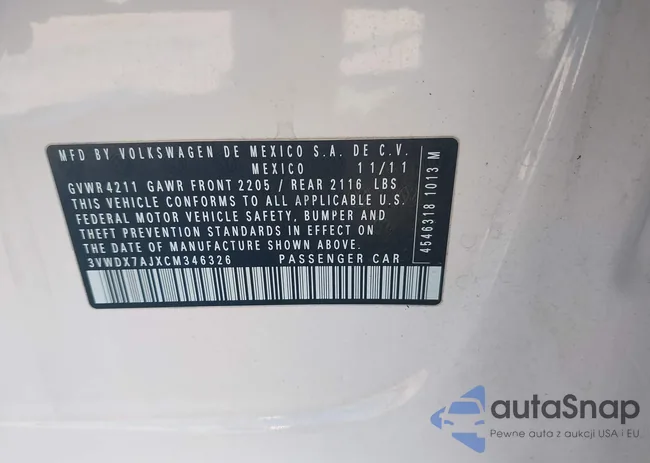 MFD BY VOLKSWAGEN DE MEXICO S.A. DE C.V.
MEXICO 11/11
GVWR 4211 GAWR FRONT 2205 / REAR 2116 LBS
THIS VEHICLE CONFORMS TO ALL APPLICABLE U.S.
FEDERAL MOTOR VEHICLE SAFETY, BUMPER AND
THEFT PREVENTION STANDARDS IN EFFECT ON
THE DATE OF MANUFACTURE SHOWN ABOVE.
3VWDX7AJXCM346326 PASSENGER CAR
4546318 1013 M
autaSnap
Pewne auta z aukcji USA i EU